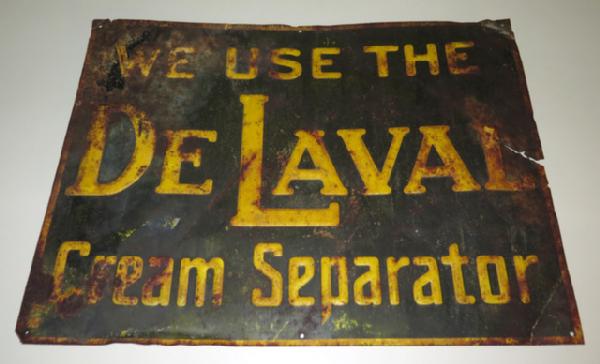 WE USE THE
DE LAVAL
Cream Separator